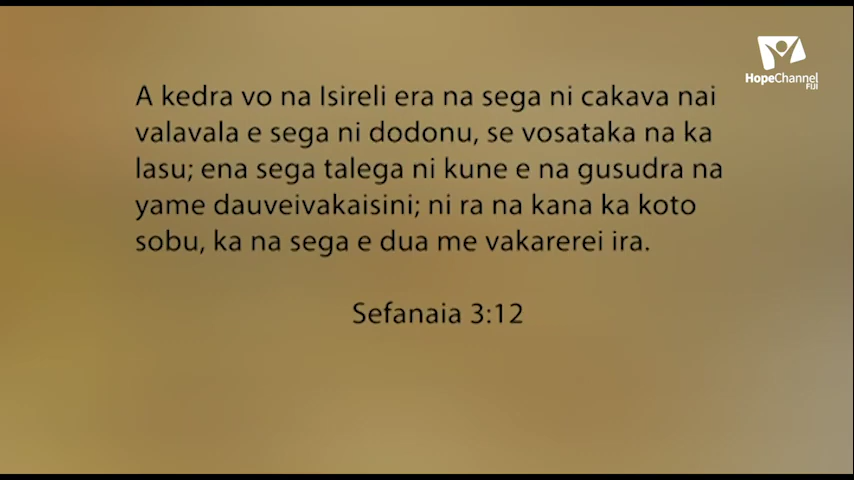 HopeChannel
FIJI
A kedra vo na Isireli era na sega ni cakava nai
valavala e sega ni dodonu, se vosataka na ka
lasu; ena sega talega ni kune e na gusudra na
yame dauveivakaisini; ni ra na kana ka koto
sobu, ka na sega e dua me vakarerei ira.
Sefanaia 3:12